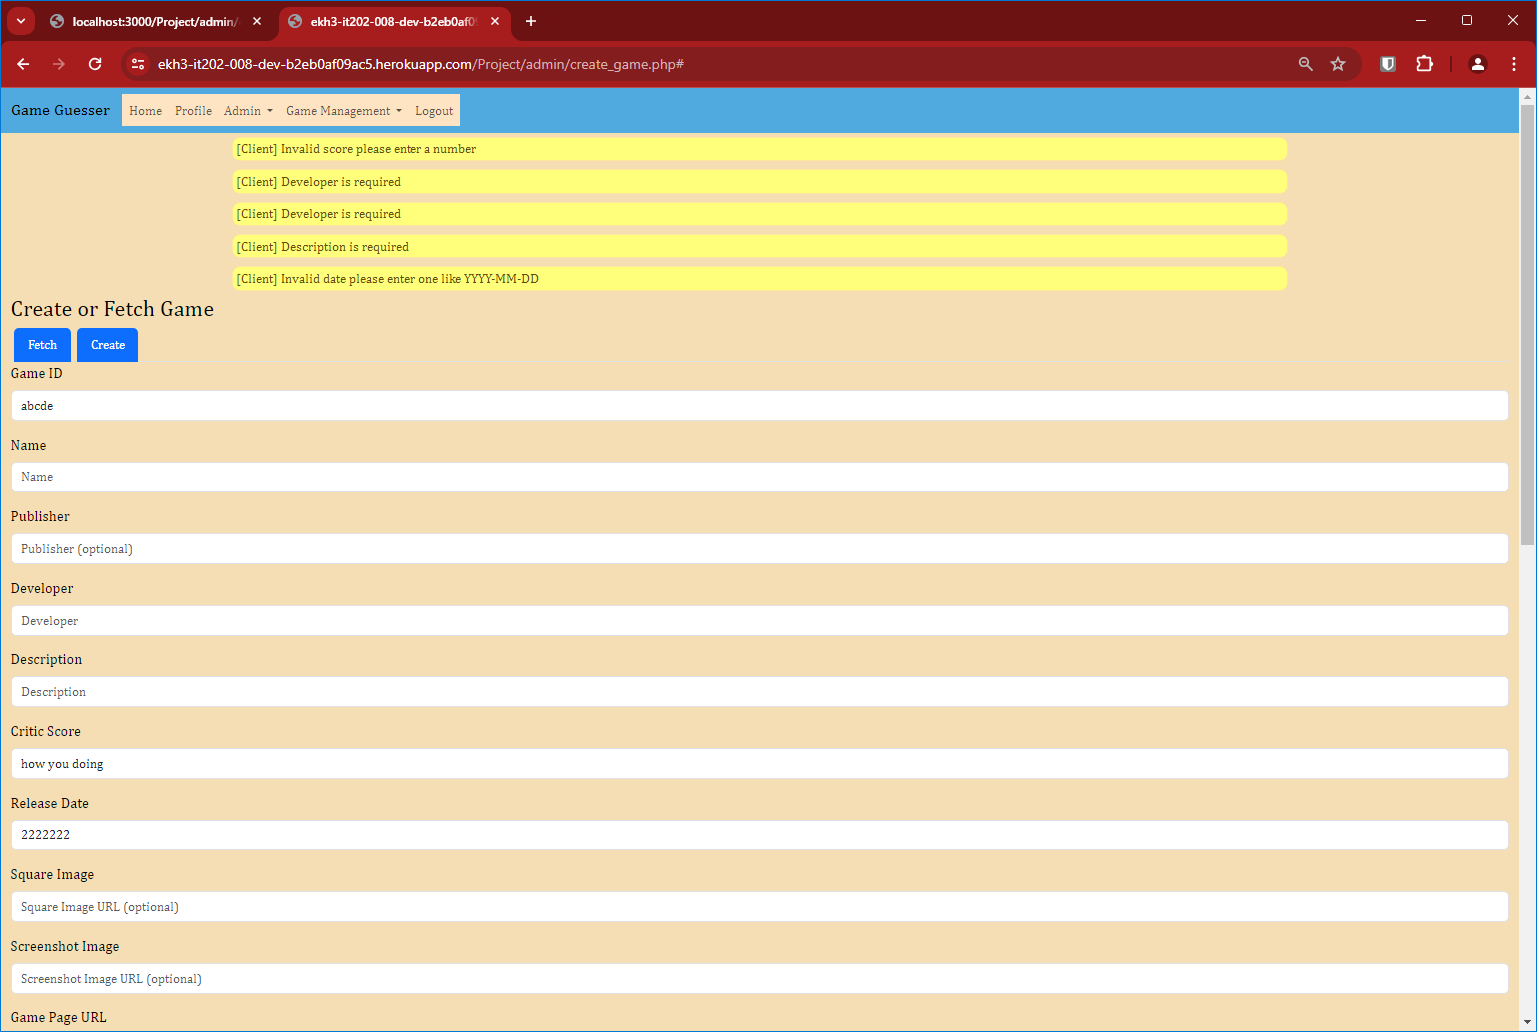 localhost:3000/Project/admin/
ekh3-it202-008-dev-b2eb0af09
ekh3-it202-008-dev-b2eb0af09ac5.herokuapp.com/Project/admin/create_game.php#
Game Guesser Home Profile Admin Game Management Logout
[Client] Invalid score please enter a number
[Client] Developer is required
[Client] Developer is required
[Client] Description is required
[Client] Invalid date please enter one like YYYY-MM-DD
Create or Fetch Game
Fetch Create
Game ID
abcde
Name
Name
Publisher
Publisher (optional)
Developer
Developer
Description
Description
Critic Score
how you doing
Release Date
2222222
Square Image
Square Image URL (optional)
Screenshot Image
Screenshot Image URL (optional)
Game Page URL